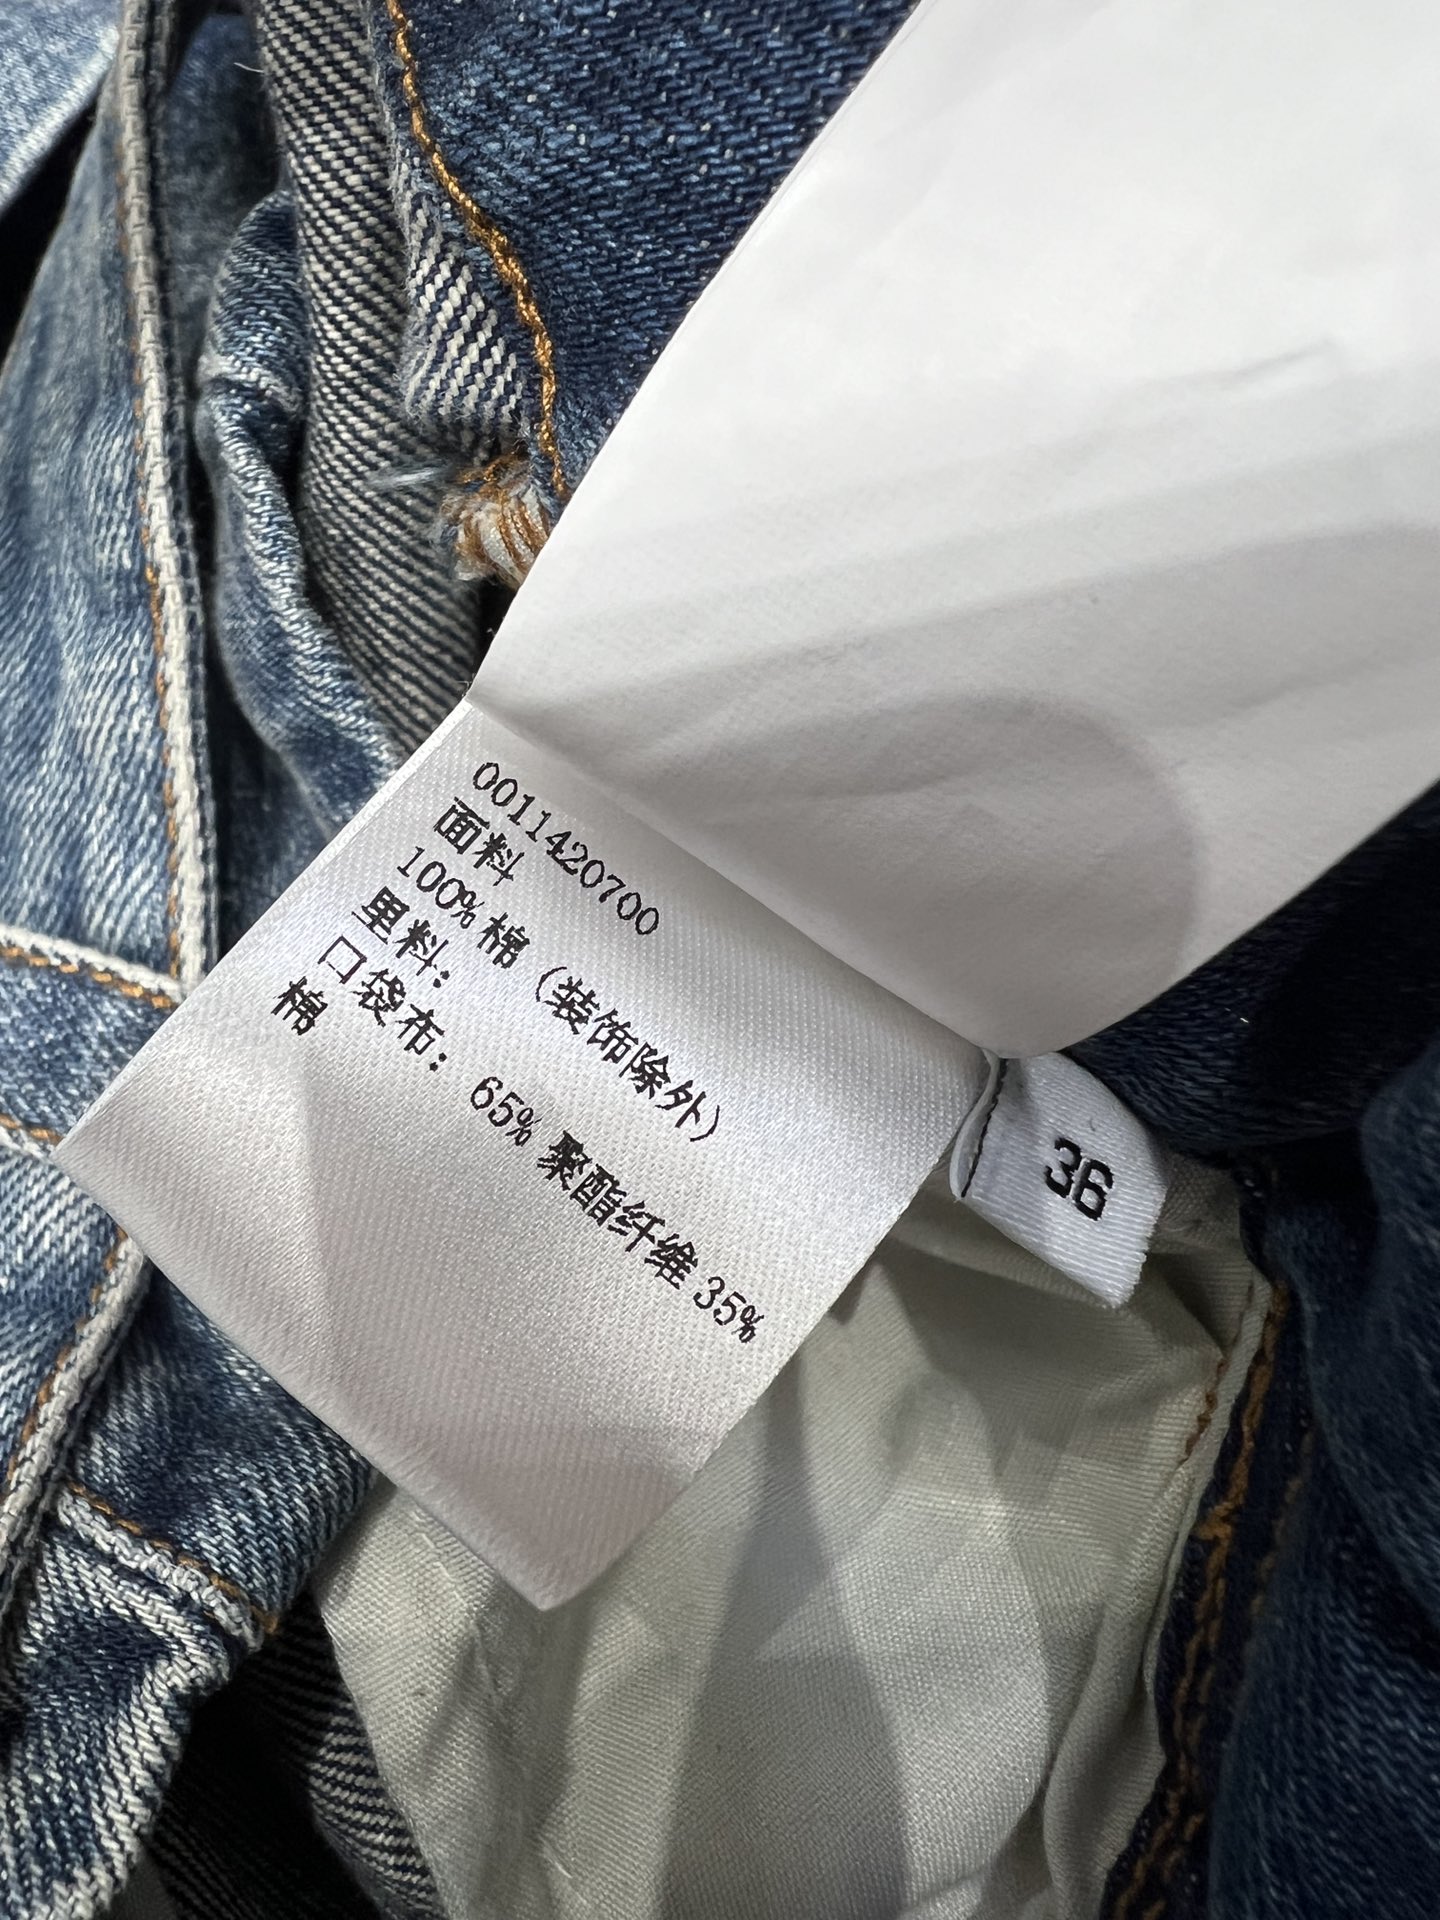 0011420700
面料
100% 棉 (装饰除外)
里料:
口袋布: 65% 聚酯纤维 35%
棉
36